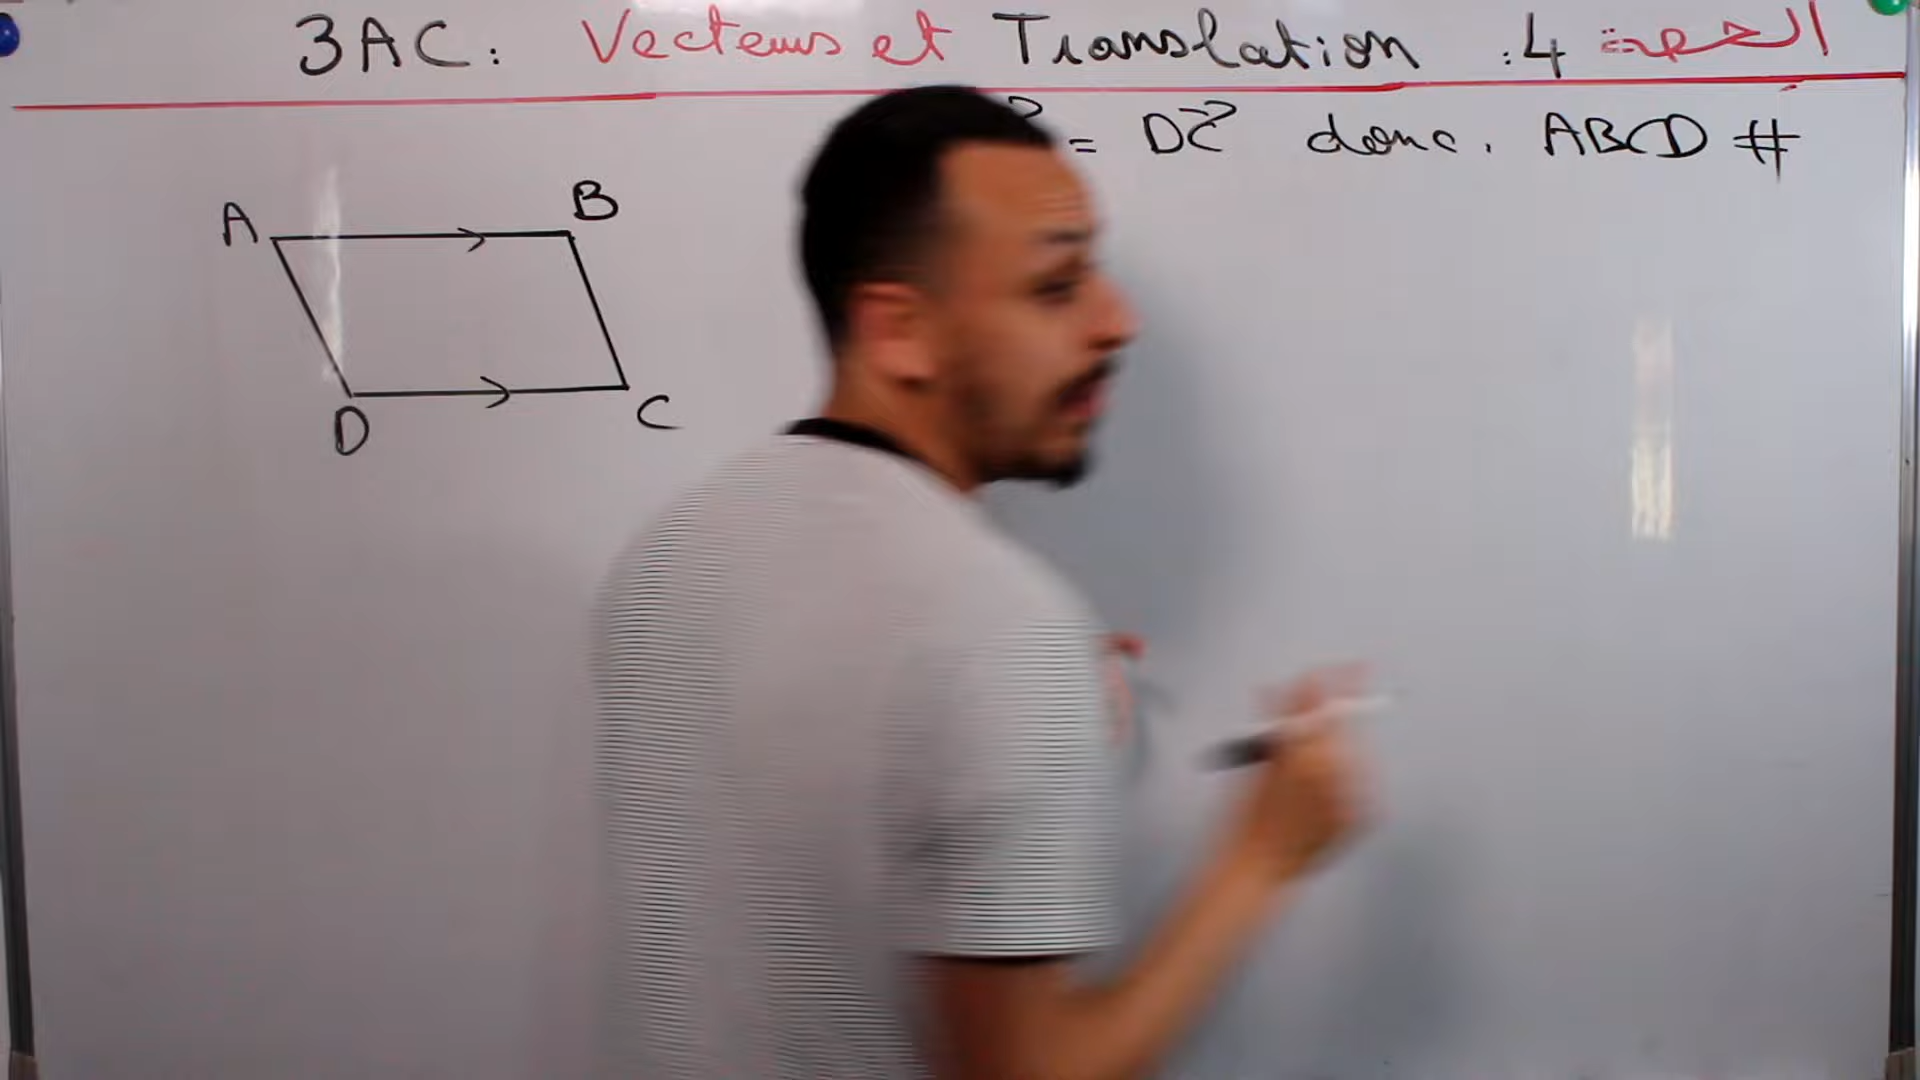 3AC: Vecteurs et Translation :4 الحصة
= DC donc. ABCD #
A
B
D
C